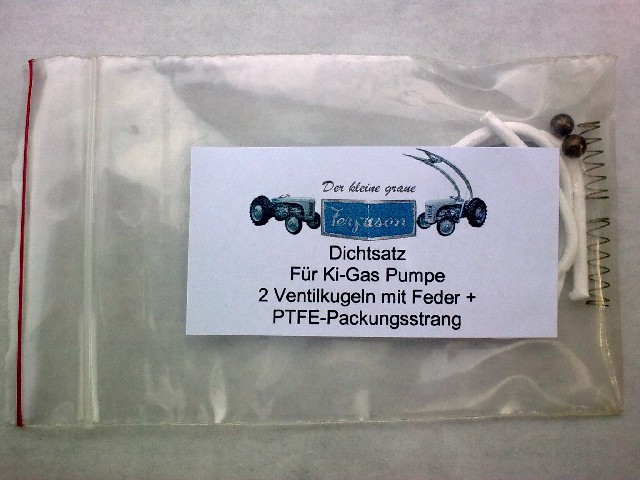 Der kleine graue
Ferguson
Dichtsatz
Für Ki-Gas Pumpe
2 Ventilkugeln mit Feder +
PTFE-Packungsstrang